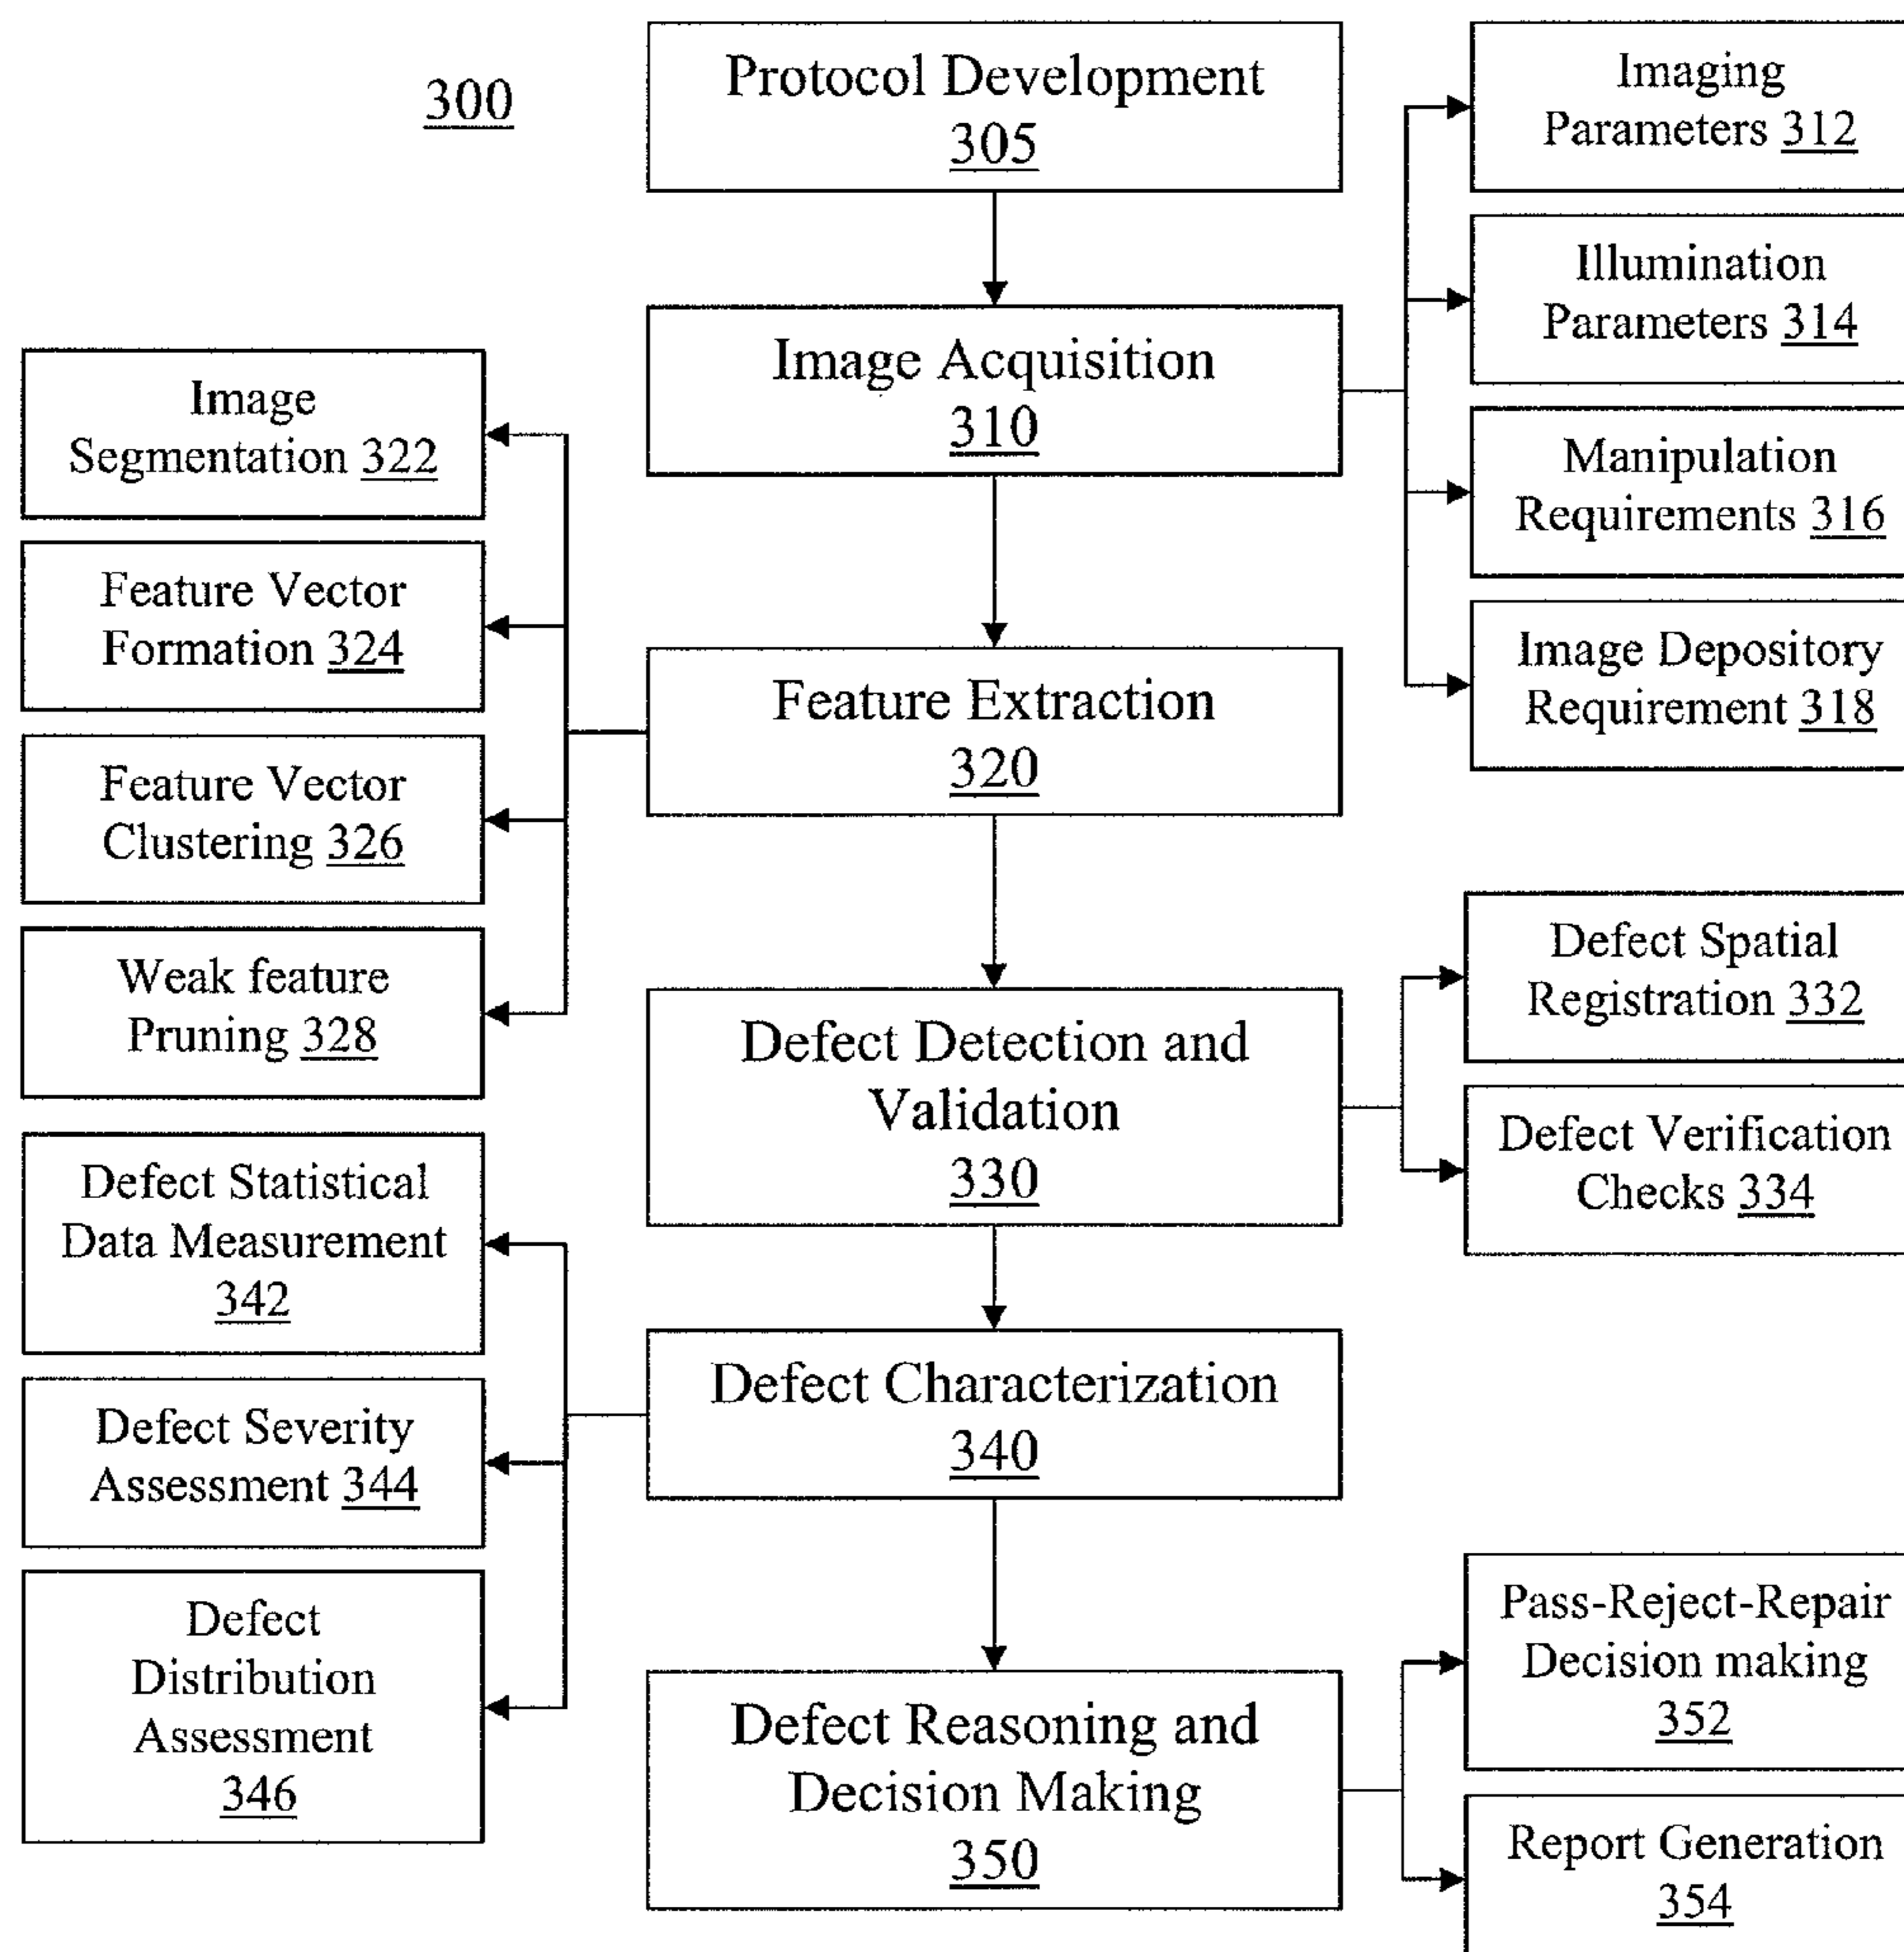 300
Protocol Development
305
Imaging
Parameters 312
Illumination
Parameters 314
Image Acquisition
310
Manipulation
Requirements 316
Image Depository
Requirement 318
Image
Segmentation 322
Feature Vector
Formation 324
Feature Extraction
320
Feature Vector
Clustering 326
Weak feature
Pruning 328
Defect Detection and
Validation
330
Defect Spatial
Registration 332
Defect Verification
Checks 334
Defect Statistical
Data Measurement
342
Defect Characterization
340
Defect Severity
Assessment 344
Defect
Distribution
Assessment
346
Defect Reasoning and
Decision Making
350
Pass-Reject-Repair
Decision making
352
Report Generation
354